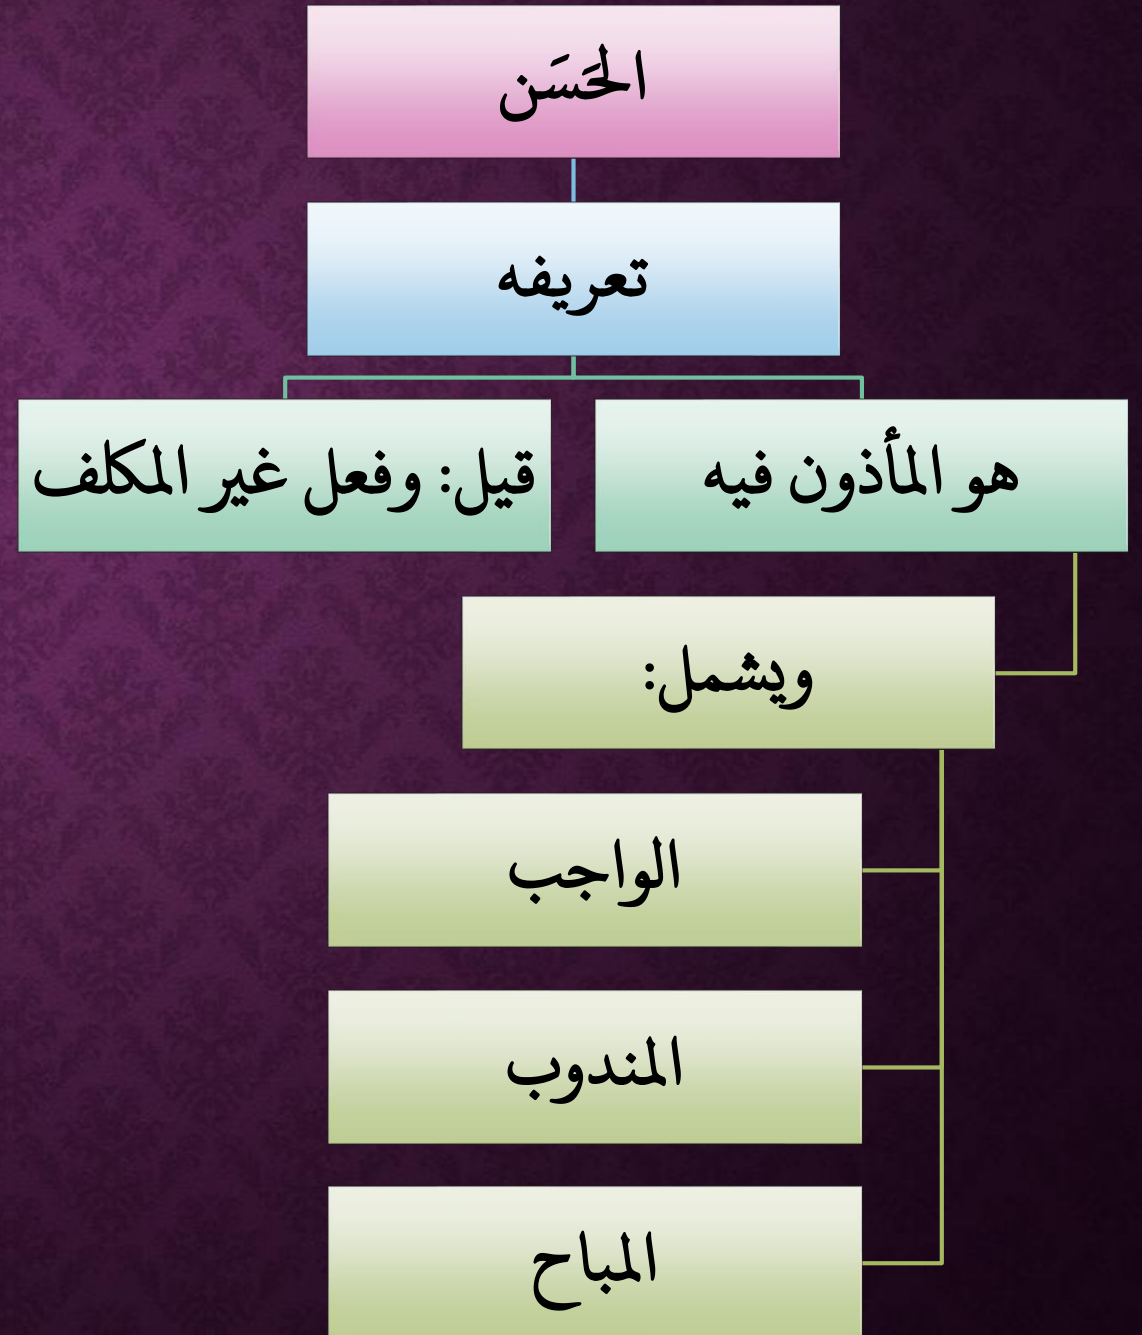 الحَسَن
تعريفه
هو المأذون فيه
قيل: وفعل غير المكلف
ويشمل:
الواجب
المندوب
المباح